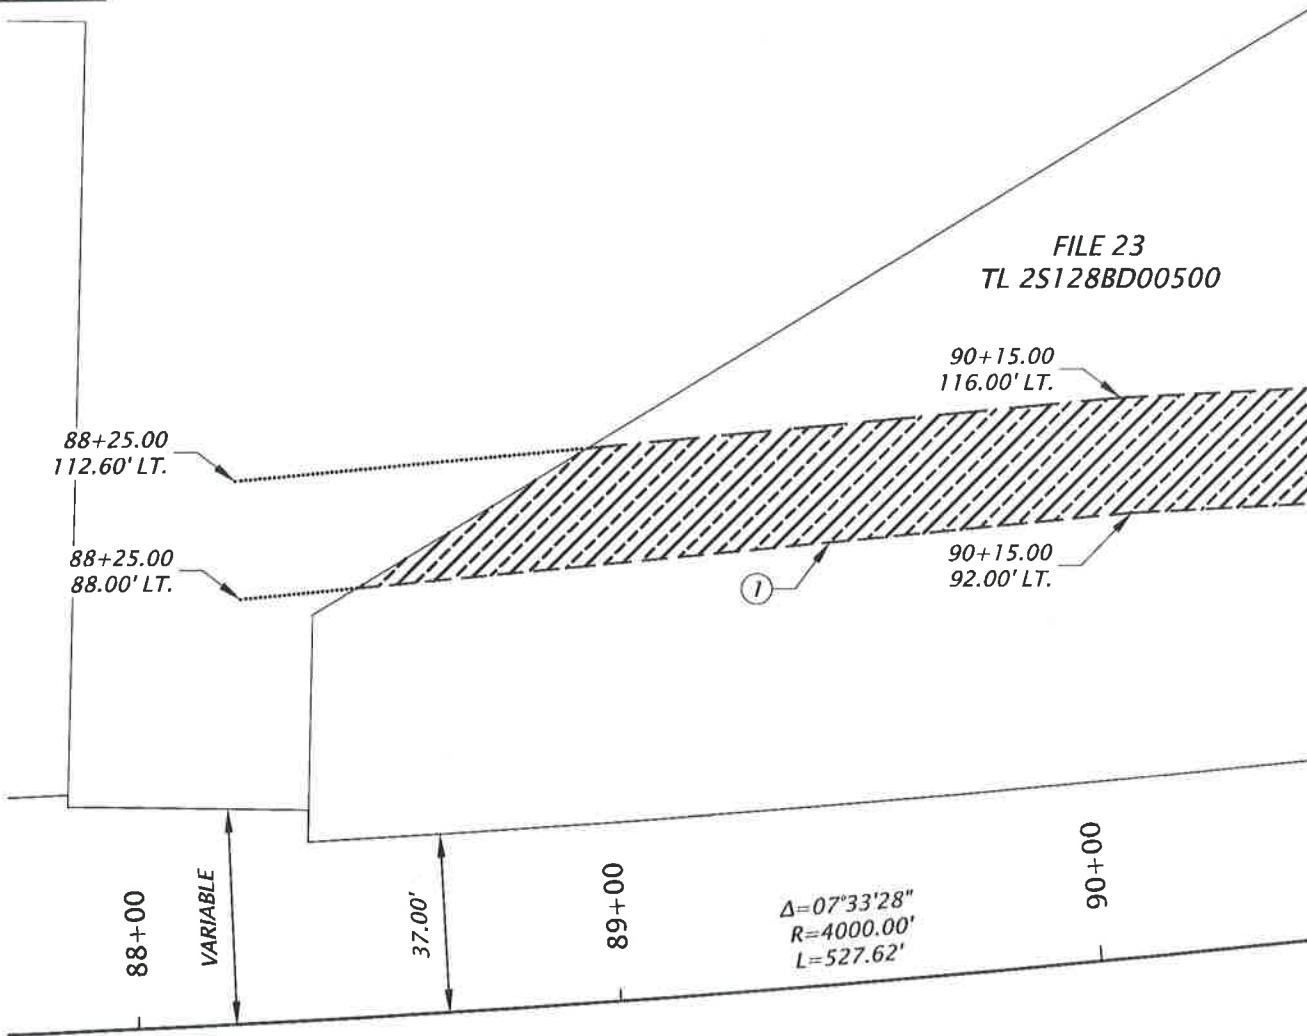 FILE 23
TL 2S128BD00500
90+15.00
116.00' LT.
88+25.00
112.60' LT.
88+25.00
88.00' LT.
90+15.00
92.00' LT.
1
VARIABLE
37.00'
88+00
89+00
90+00
Δ=07°33'28"
R=4000.00'
L=527.62'